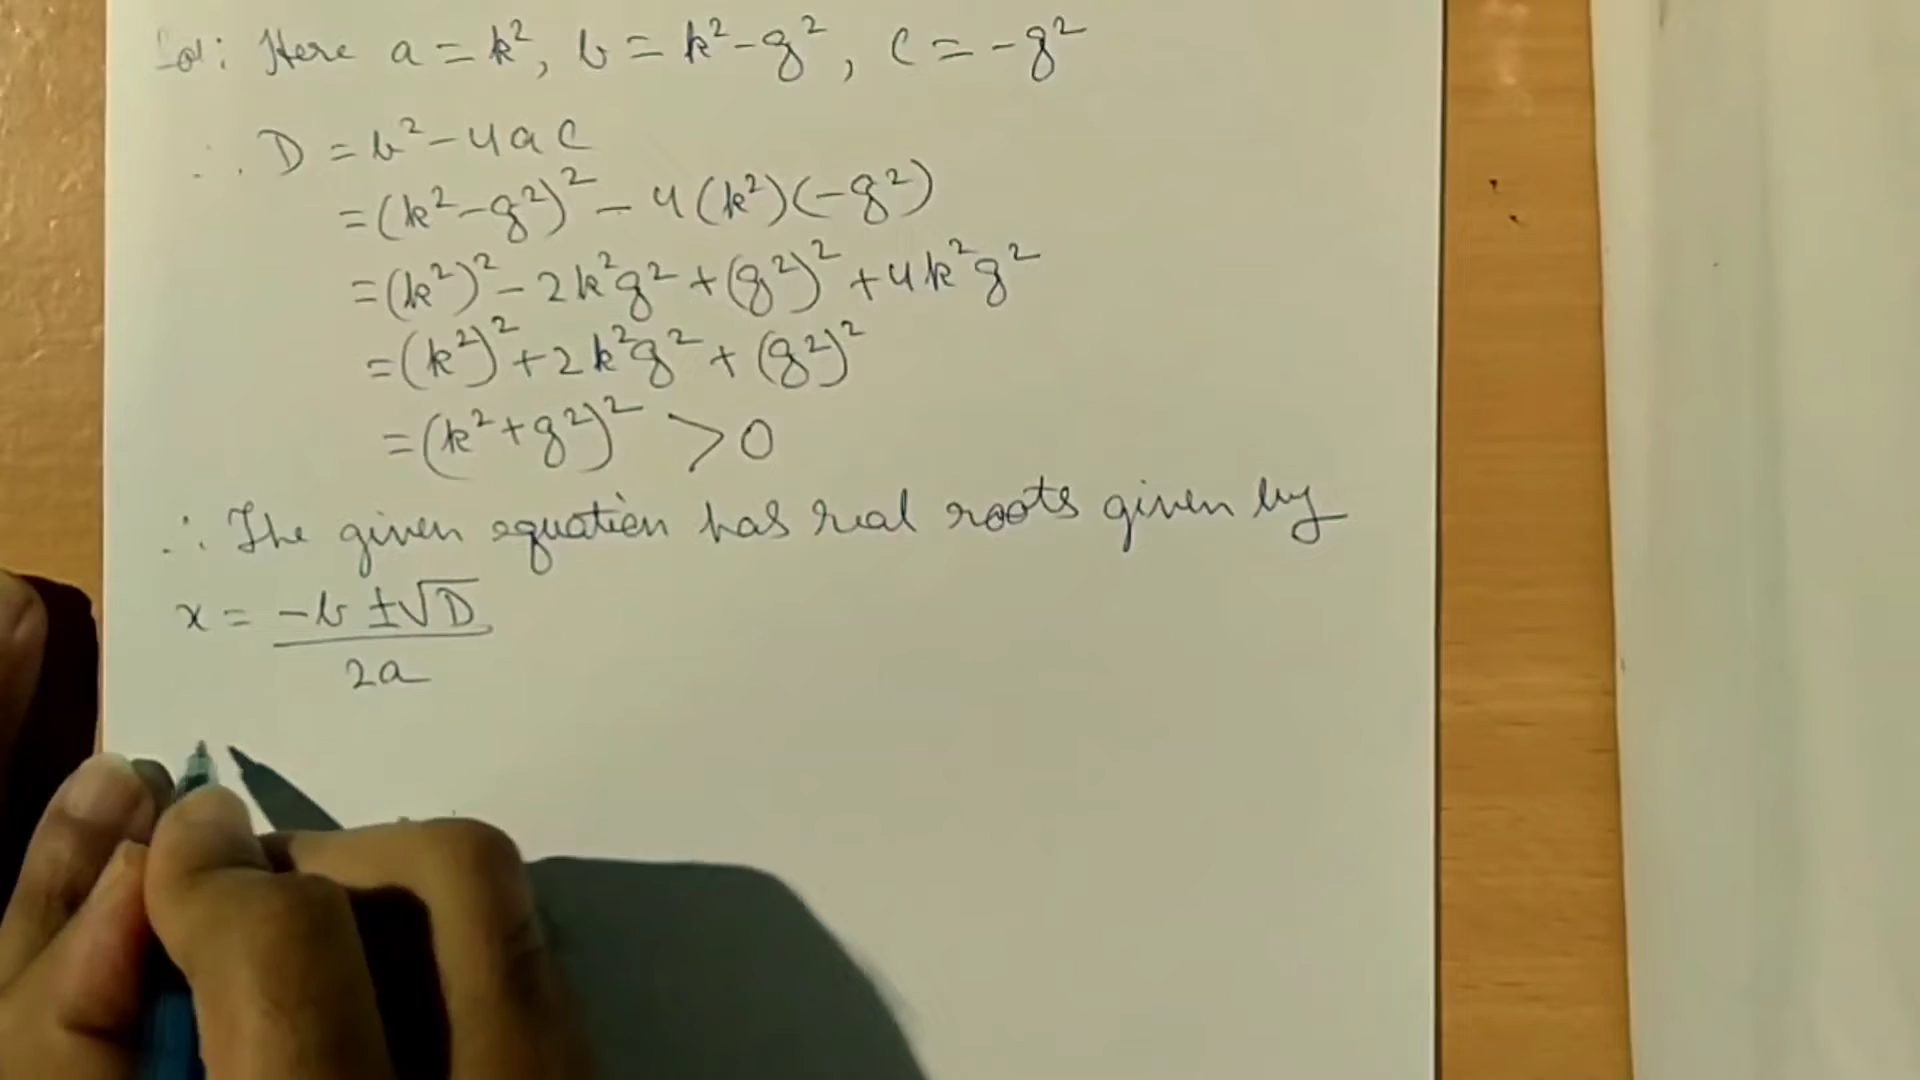 Sol: Here a = k², b = k² - g², c = -g²
∴ D = b² - 4ac
= (k² - g²)² - 4(k²)(-g²)
= (k²)² - 2k²g² + (g²)² + 4k²g²
= (k²)² + 2k²g² + (g²)²
= (k² + g²)² > 0
∴ The given equation has real roots given by
x = -b ± √D
2a